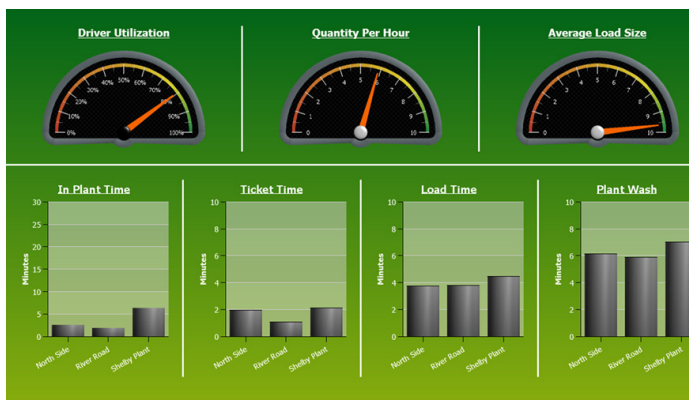 Driver Utilization
Quantity Per Hour
Average Load Size
0%
10%
20%
30%
40%
50%
60%
70%
80%
90%
100%
0
1
2
3
4
5
6
7
8
9
10
0
1
2
3
4
5
6
7
8
9
10
In Plant Time
Ticket Time
Load Time
Plant Wash
Minutes
30
25
20
15
10
5
0
North Side
River Road
Shelby Plant
Minutes
10
8
6
4
2
0
North Side
River Road
Shelby Plant
Minutes
10
8
6
4
2
0
North Side
River Road
Shelby Plant
Minutes
10
8
6
4
2
0
North Side
River Road
Shelby Plant